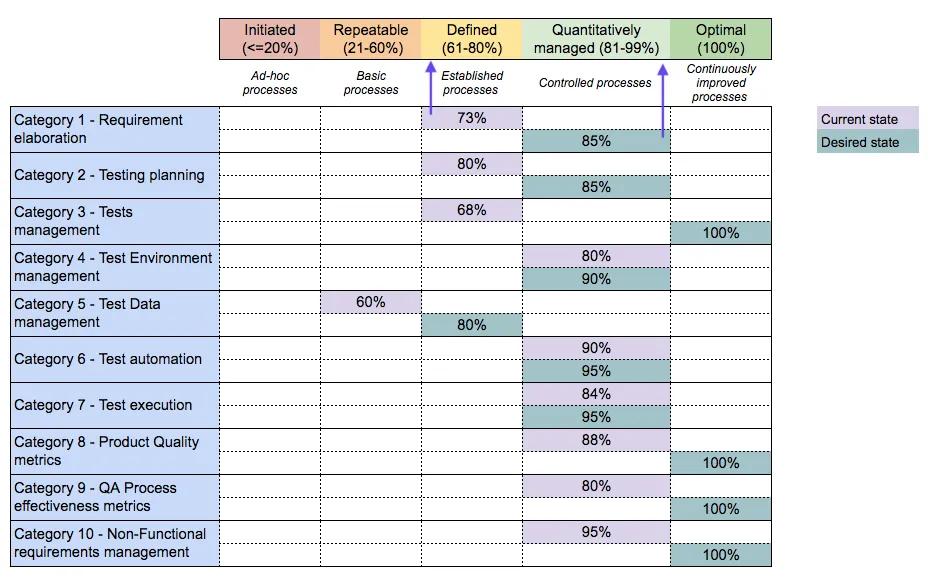 Initiated
(<=20%)
Repeatable
(21-60%)
Defined
(61-80%)
Quantitatively
managed (81-99%)
Optimal
(100%)
Ad-hoc
processes
Basic
processes
Established
processes
Controlled processes
Continuously
improved
processes
Category 1 - Requirement
elaboration
73%
85%
Category 2 - Testing planning
80%
85%
Category 3 - Tests
management
68%
100%
Category 4 - Test Environment
management
80%
90%
Category 5 - Test Data
management
60%
80%
Category 6 - Test automation
90%
95%
Category 7 - Test execution
84%
95%
Category 8 - Product Quality
metrics
88%
100%
Category 9 - QA Process
effectiveness metrics
80%
100%
Category 10 - Non-Functional
requirements management
95%
100%
Current state
Desired state